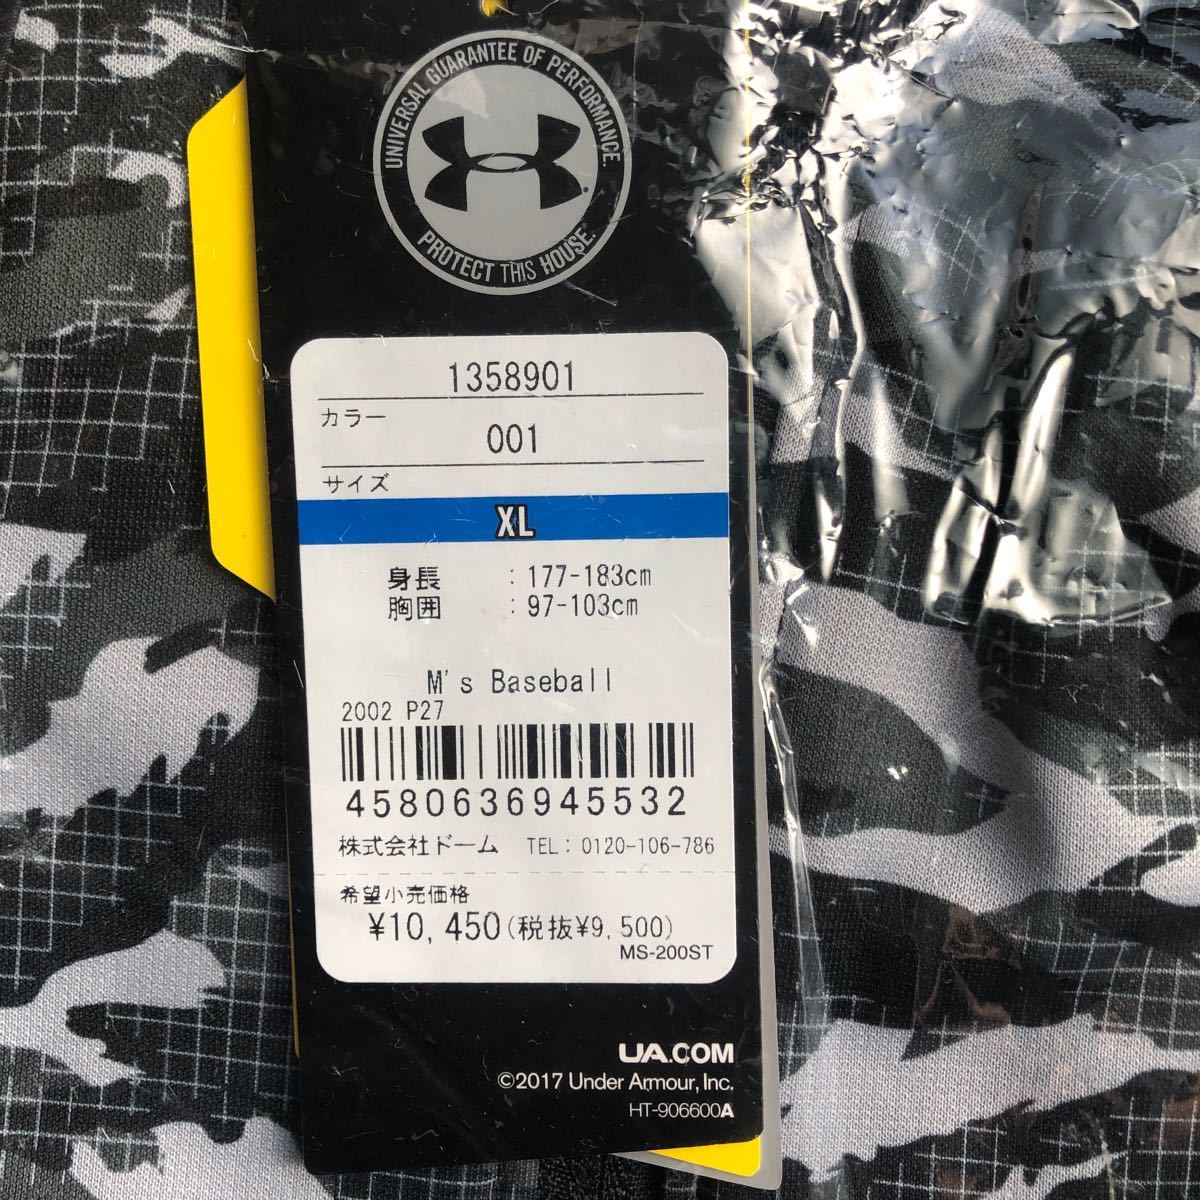 UNIVERSAL GUARANTEE OF PERFORMANCE.
PROTECT THIS HOUSE.
1358901
カラー
001
サイズ
XL
身長 : 177-183cm
胸囲 : 97-103cm
M's Baseball
2002 P27
4580636945532
株式会社ドーム TEL: 0120-106-786
希望小売価格
¥10,450(税抜¥9,500)
MS-200ST
UA.COM
©2017 Under Armour, Inc.
HT-906600A